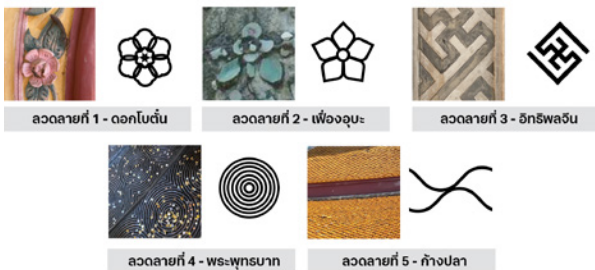 ลวดลายที่ 1 - ดอกโบตั๋น
ลวดลายที่ 2 - เฟื่องอุบะ
ลวดลายที่ 3 - อิทธิพลจีน
ลวดลายที่ 4 - พระพุทธบาท
ลวดลายที่ 5 - ก้างปลา